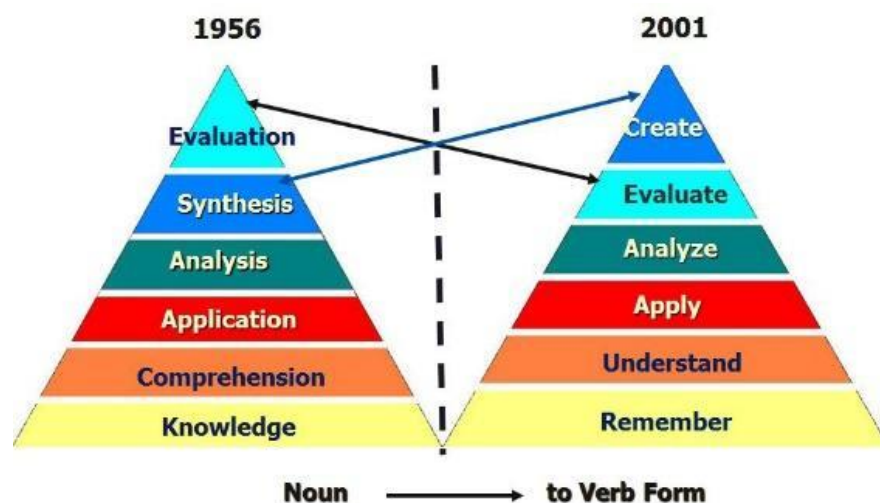 1956
2001
Evaluation
Synthesis
Analysis
Application
Comprehension
Knowledge
Create
Evaluate
Analyze
Apply
Understand
Remember
Noun to Verb Form